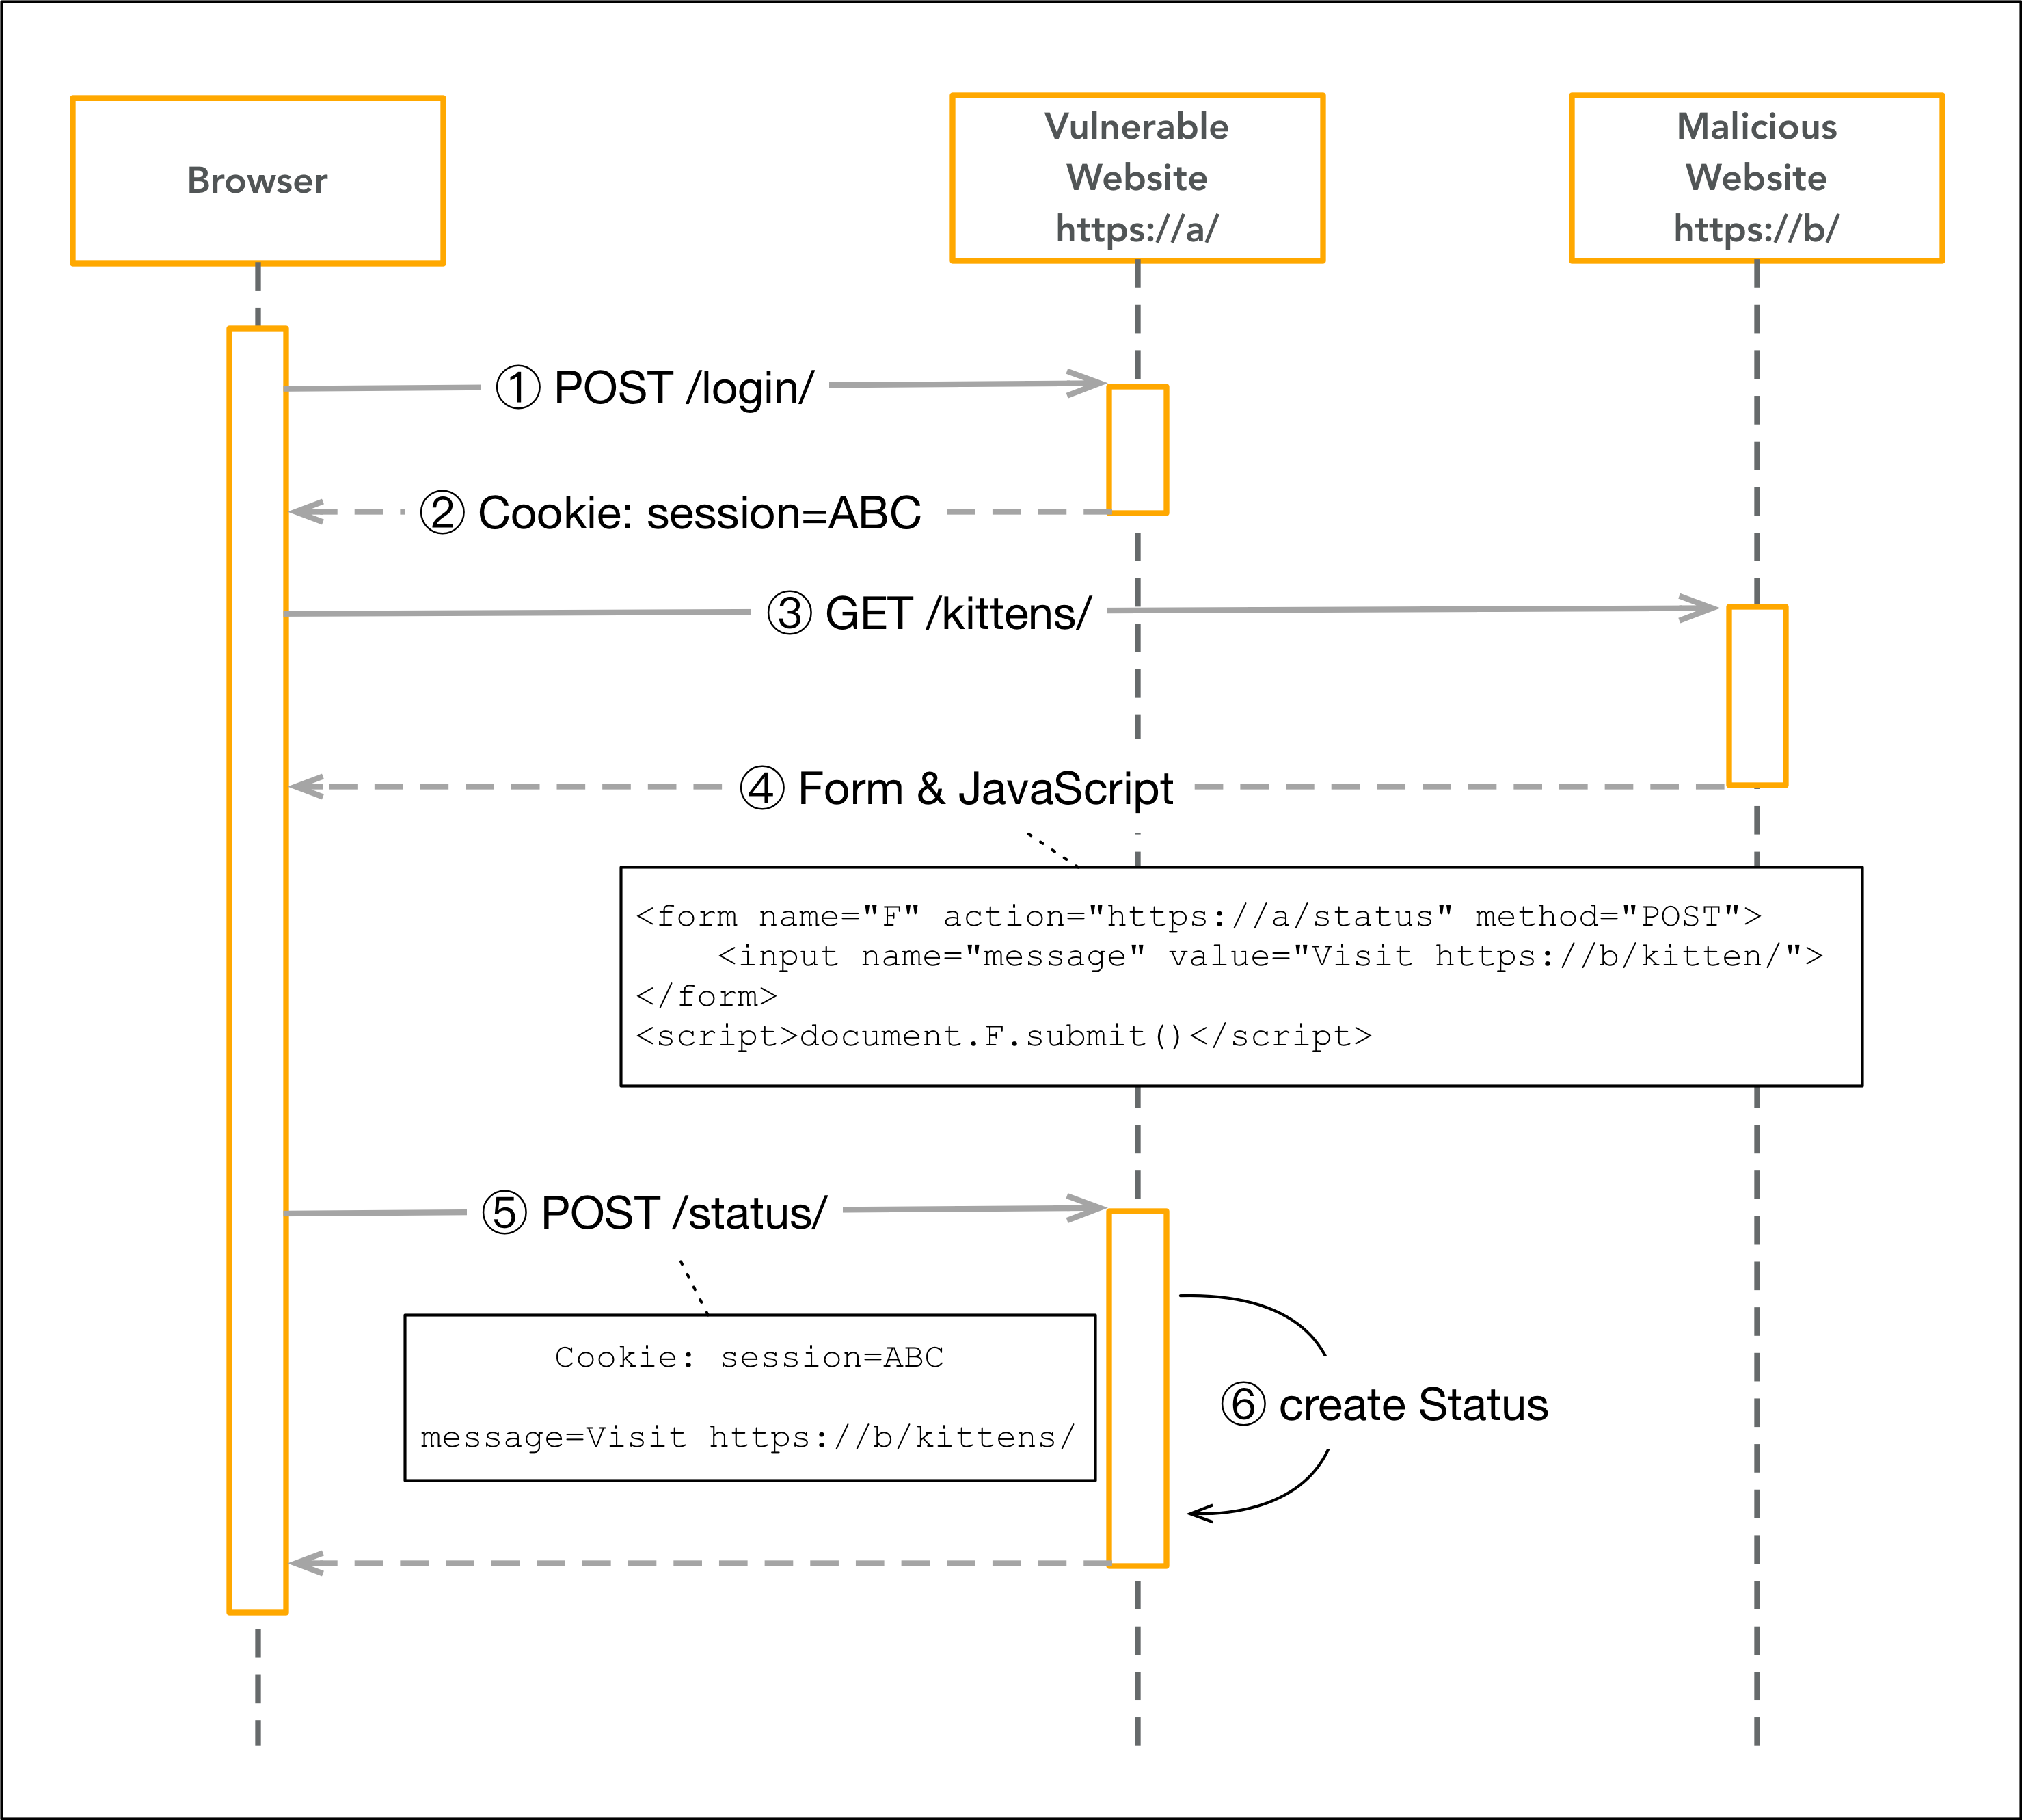 Browser
Vulnerable
Website
https://a/
Malicious
Website
https://b/
① POST /login/
② Cookie: session=ABC
③ GET /kittens/
④ Form & JavaScript
<form name="F" action="https://a/status" method="POST">
    <input name="message" value="Visit https://b/kitten/">
</form>
<script>document.F.submit()</script>
⑤ POST /status/
Cookie: session=ABC
message=Visit https://b/kittens/
⑥ create Status